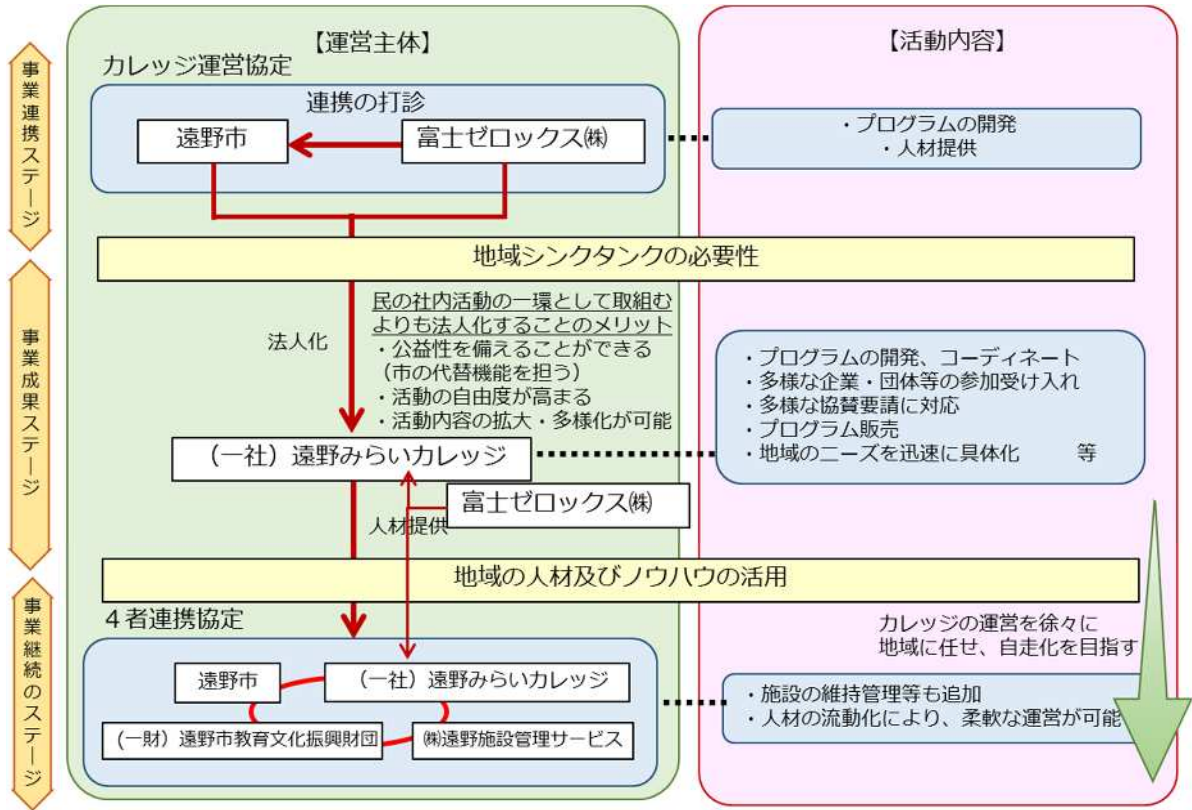 【運営主体】
【活動内容】
事業連携ステージ
カレッジ運営協定
連携の打診
遠野市
富士ゼロックス㈱
・プログラムの開発
・人材提供
地域シンクタンクの必要性
事業成果ステージ
法人化
民の社内活動の一環として取組む
よりも法人化することのメリット
・公益性を備えることができる
（市の代替機能を担う）
・活動の自由度が高まる
・活動内容の拡大・多様化が可能
（一社）遠野みらいカレッジ
・プログラムの開発、コーディネート
・多様な企業・団体等の参加受け入れ
・多様な協賛要請に対応
・プログラム販売
・地域のニーズを迅速に具体化　　等
富士ゼロックス㈱
人材提供
地域の人材及びノウハウの活用
事業継続のステージ
４者連携協定
カレッジの運営を徐々に
地域に任せ、自走化を目指す
遠野市
（一社）遠野みらいカレッジ
(一財）遠野市教育文化振興財団
㈱遠野施設管理サービス
・施設の維持管理等も追加
・人材の流動化により、柔軟な運営が可能